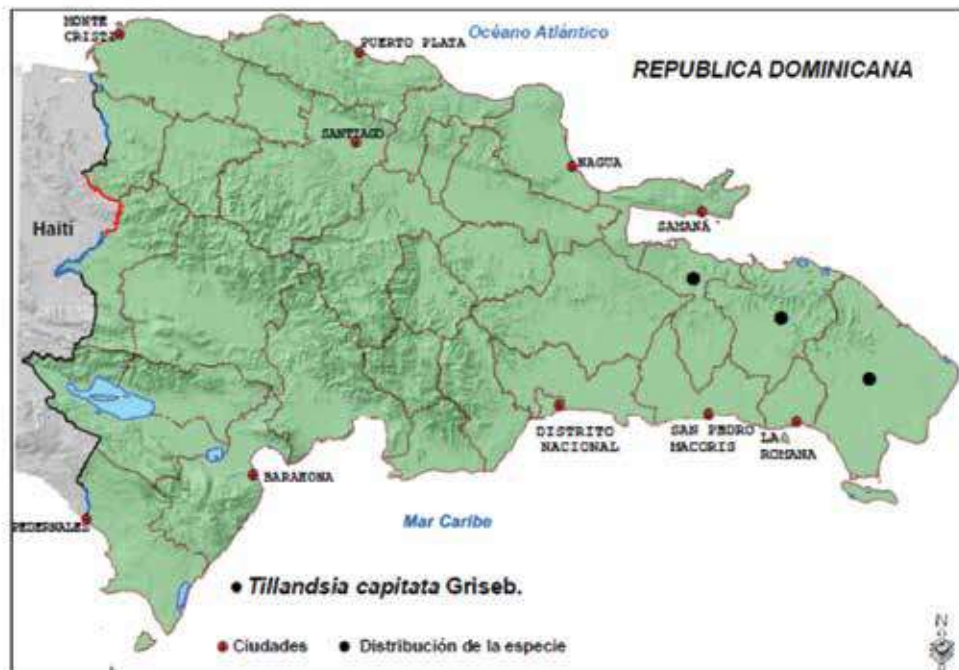 MONTE
CRISTI
PUERTO PLATA
Océano Atlántico
REPUBLICA DOMINICANA
SANTIAGO
NAGUA
SAMANÁ
Haití
DISTRITO
NACIONAL
SAN PEDRO
MACORIS
LA
ROMANA
BARAHONA
PEDERNALES
Mar Caribe
Tillandsia capitata Griseb.
Ciudades
Distribución de la especie
N